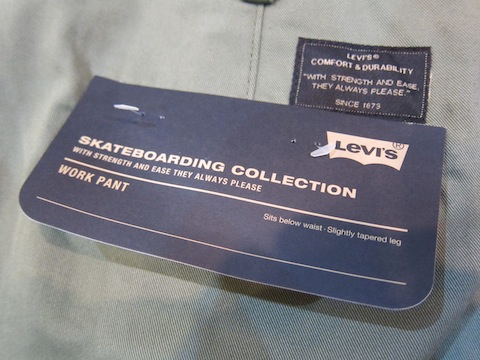 LEVI'S®
COMFORT & DURABILITY
"WITH STRENGTH AND EASE
THEY ALWAYS PLEASE."
SINCE 1873
Levi's®
SKATEBOARDING COLLECTION
WITH STRENGTH AND EASE THEY ALWAYS PLEASE
WORK PANT
Sits below waist · Slightly tapered leg